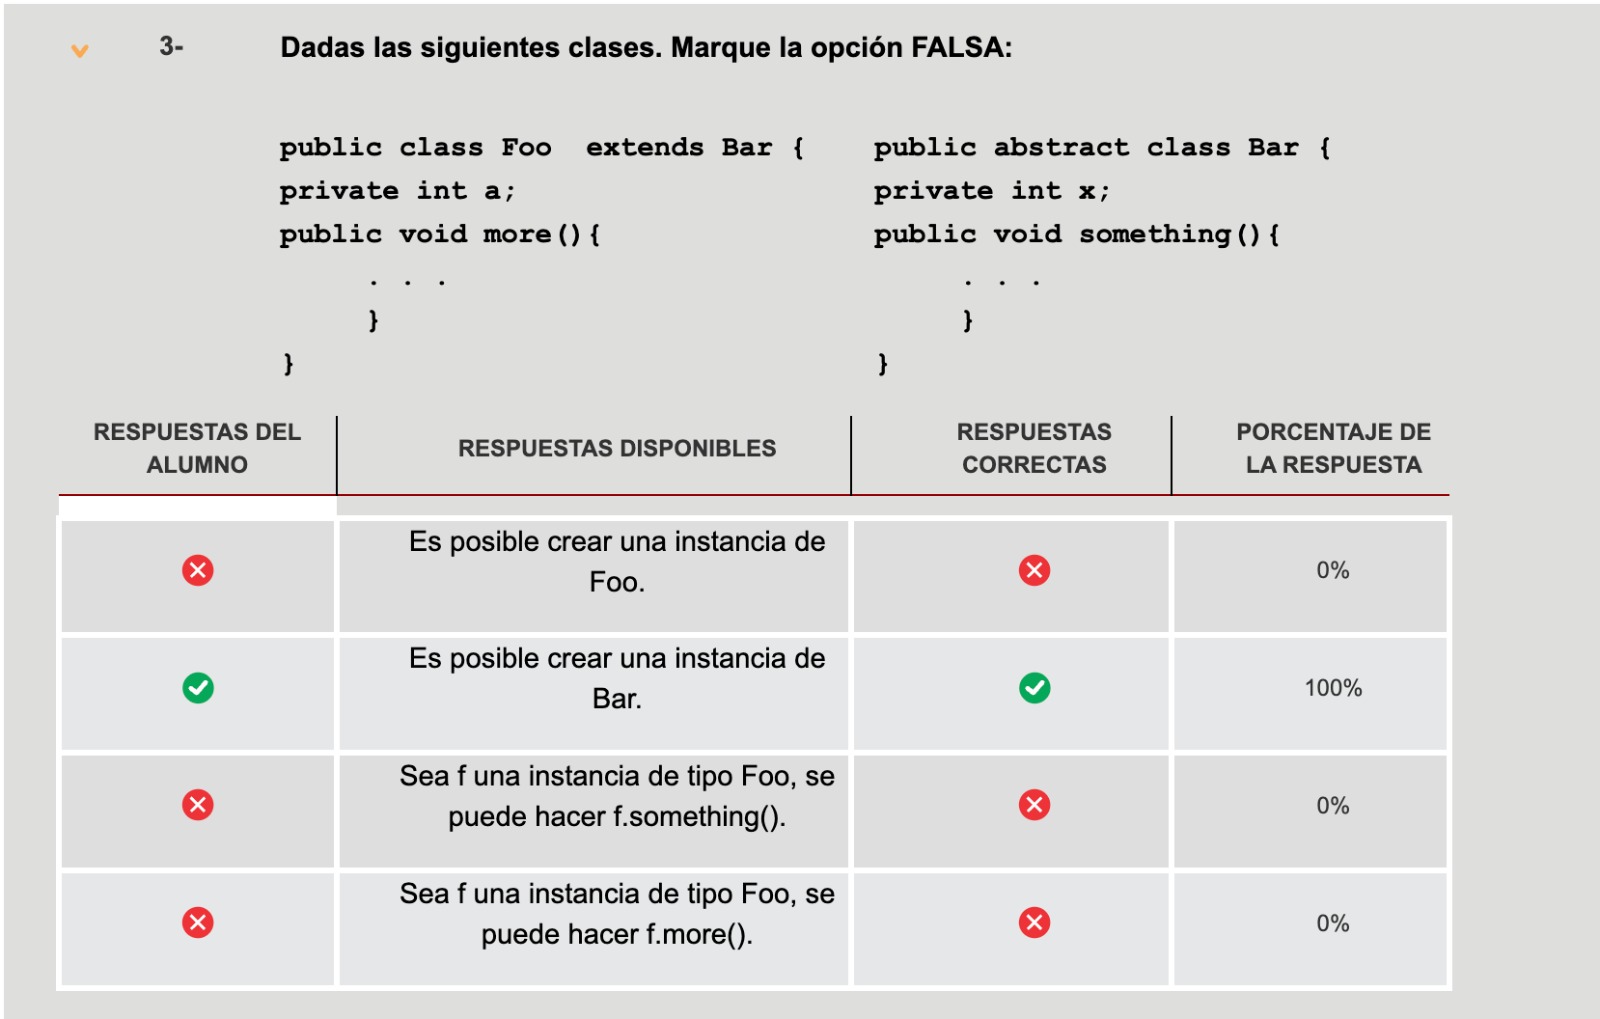 3- Dadas las siguientes clases. Marque la opción FALSA:
public class Foo  extends Bar {
private int a;
public void more(){
. . .
}
}
public abstract class Bar {
private int x;
public void something(){
. . .
}
}
RESPUESTAS DEL
ALUMNO
RESPUESTAS DISPONIBLES
RESPUESTAS
CORRECTAS
PORCENTAJE DE
LA RESPUESTA
Es posible crear una instancia de
Foo.
0%
Es posible crear una instancia de
Bar.
100%
Sea f una instancia de tipo Foo, se
puede hacer f.something().
0%
Sea f una instancia de tipo Foo, se
puede hacer f.more().
0%